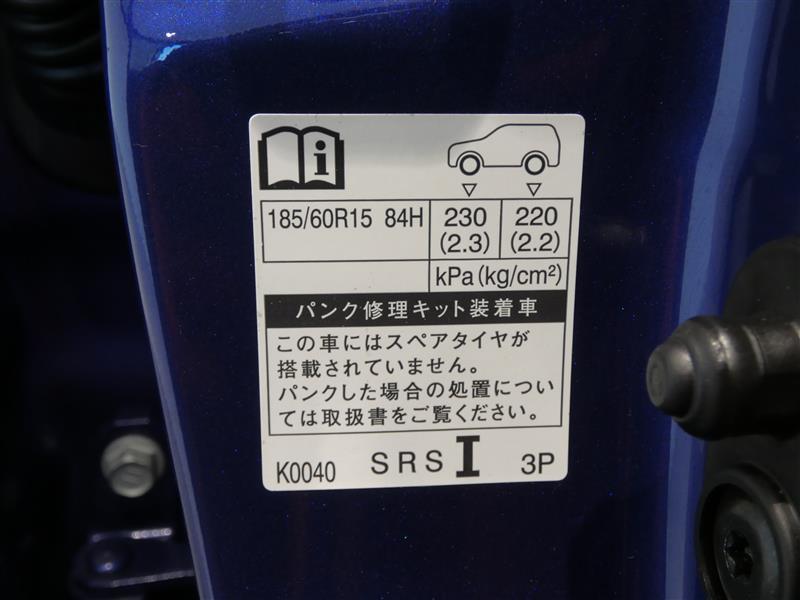 i
185/60R15 84H 230 220
(2.3) (2.2)
kPa(kg/cm²)
パンク修理キット装着車
この車にはスペアタイヤが
搭載されていません。
パンクした場合の処置につい
ては取扱書をご覧ください。
K0040 SRS I 3P